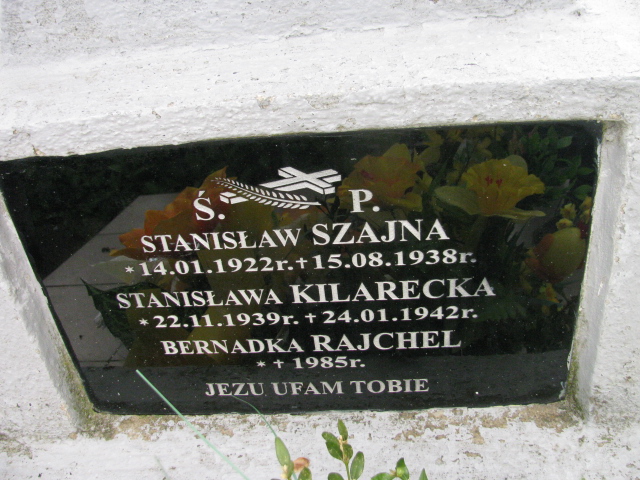 Ś. P.
STANISŁAW SZAJNA
*14.01.1922r.+15.08.1938r.
STANISŁAWA KILARECKA
*22.11.1939r.+24.01.1942r.
BERNADKA RAJCHEL
*+1985r.
JEZU UFAM TOBIE